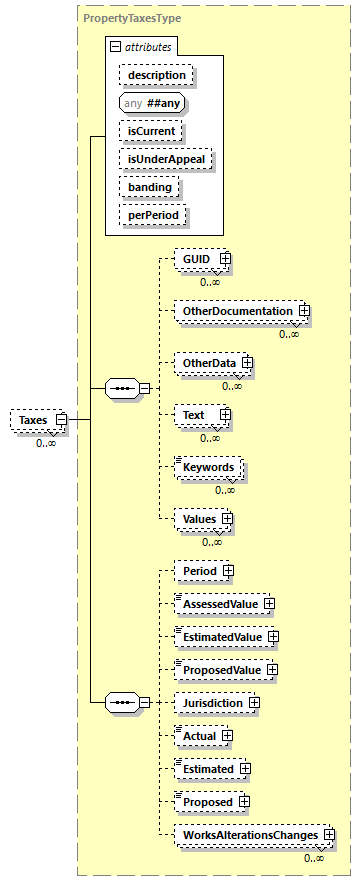 PropertyTaxesType
attributes
description
any ##any
isCurrent
isUnderAppeal
banding
perPeriod
GUID
0..∞
OtherDocumentation
0..∞
OtherData
0..∞
Text
0..∞
Taxes
0..∞
Keywords
0..∞
Values
0..∞
Period
AssessedValue
EstimatedValue
ProposedValue
Jurisdiction
Actual
Estimated
Proposed
WorksAlterationsChanges
0..∞